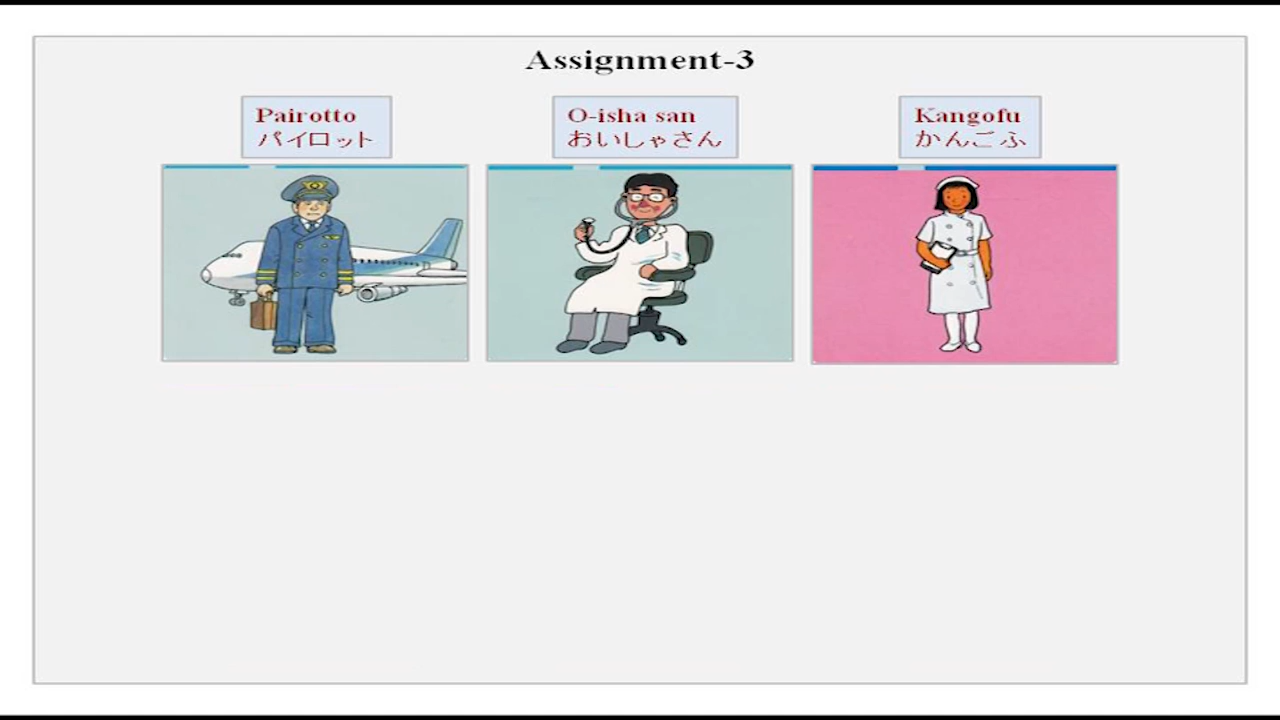 Assignment-3
Pairotto
パイロット
O-isha san
おいしゃさん
Kangofu
かんごふ